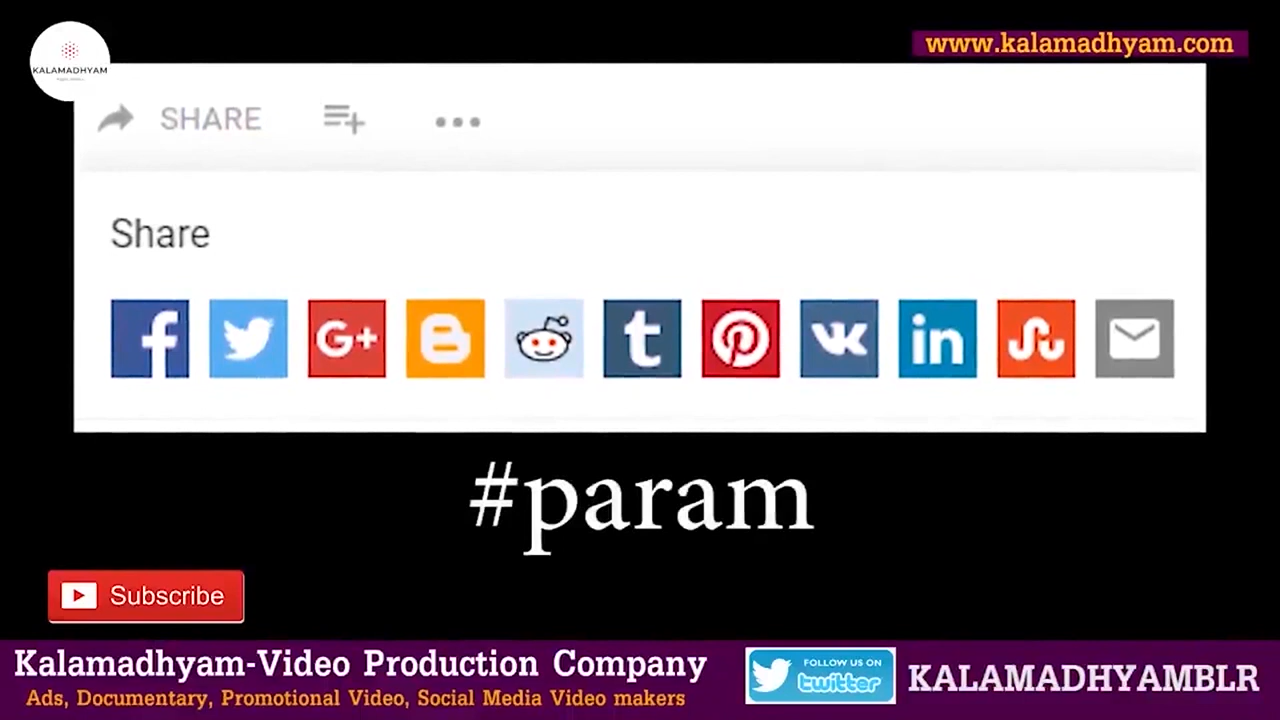 www.kalamadhyam.com
KALAMADHYAM
SHARE
Share
f G+ B t VK in
#param
Subscribe
Kalamadhyam-Video Production Company
Ads, Documentary, Promotional Video, Social Media Video makers
FOLLOW US ON
twitter
KALAMADHYAMBLR